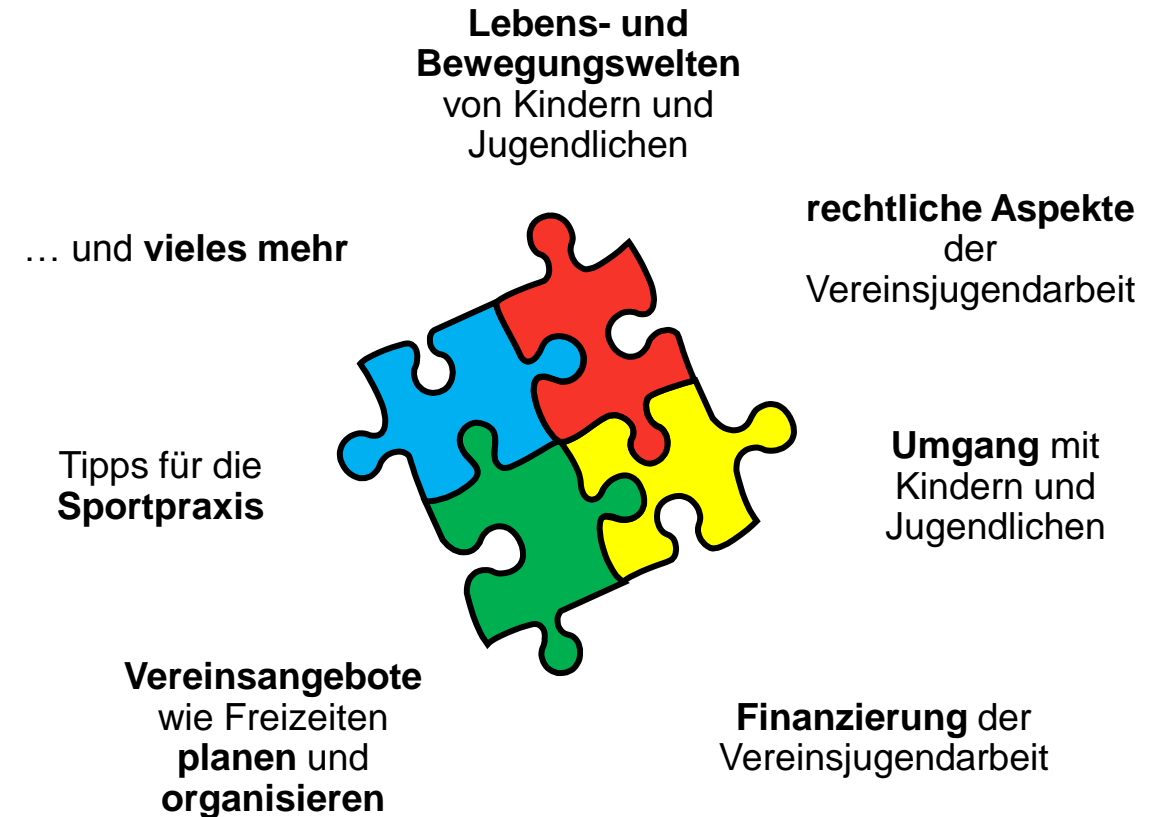 Lebens- und
Bewegungswelten
von Kindern und
Jugendlichen
rechtliche Aspekte
der
Vereinsjugendarbeit
Umgang mit
Kindern und
Jugendlichen
Finanzierung der
Vereinsjugendarbeit
Vereinsangebote
wie Freizeiten
planen und
organisieren
Tipps für die
Sportpraxis
… und vieles mehr